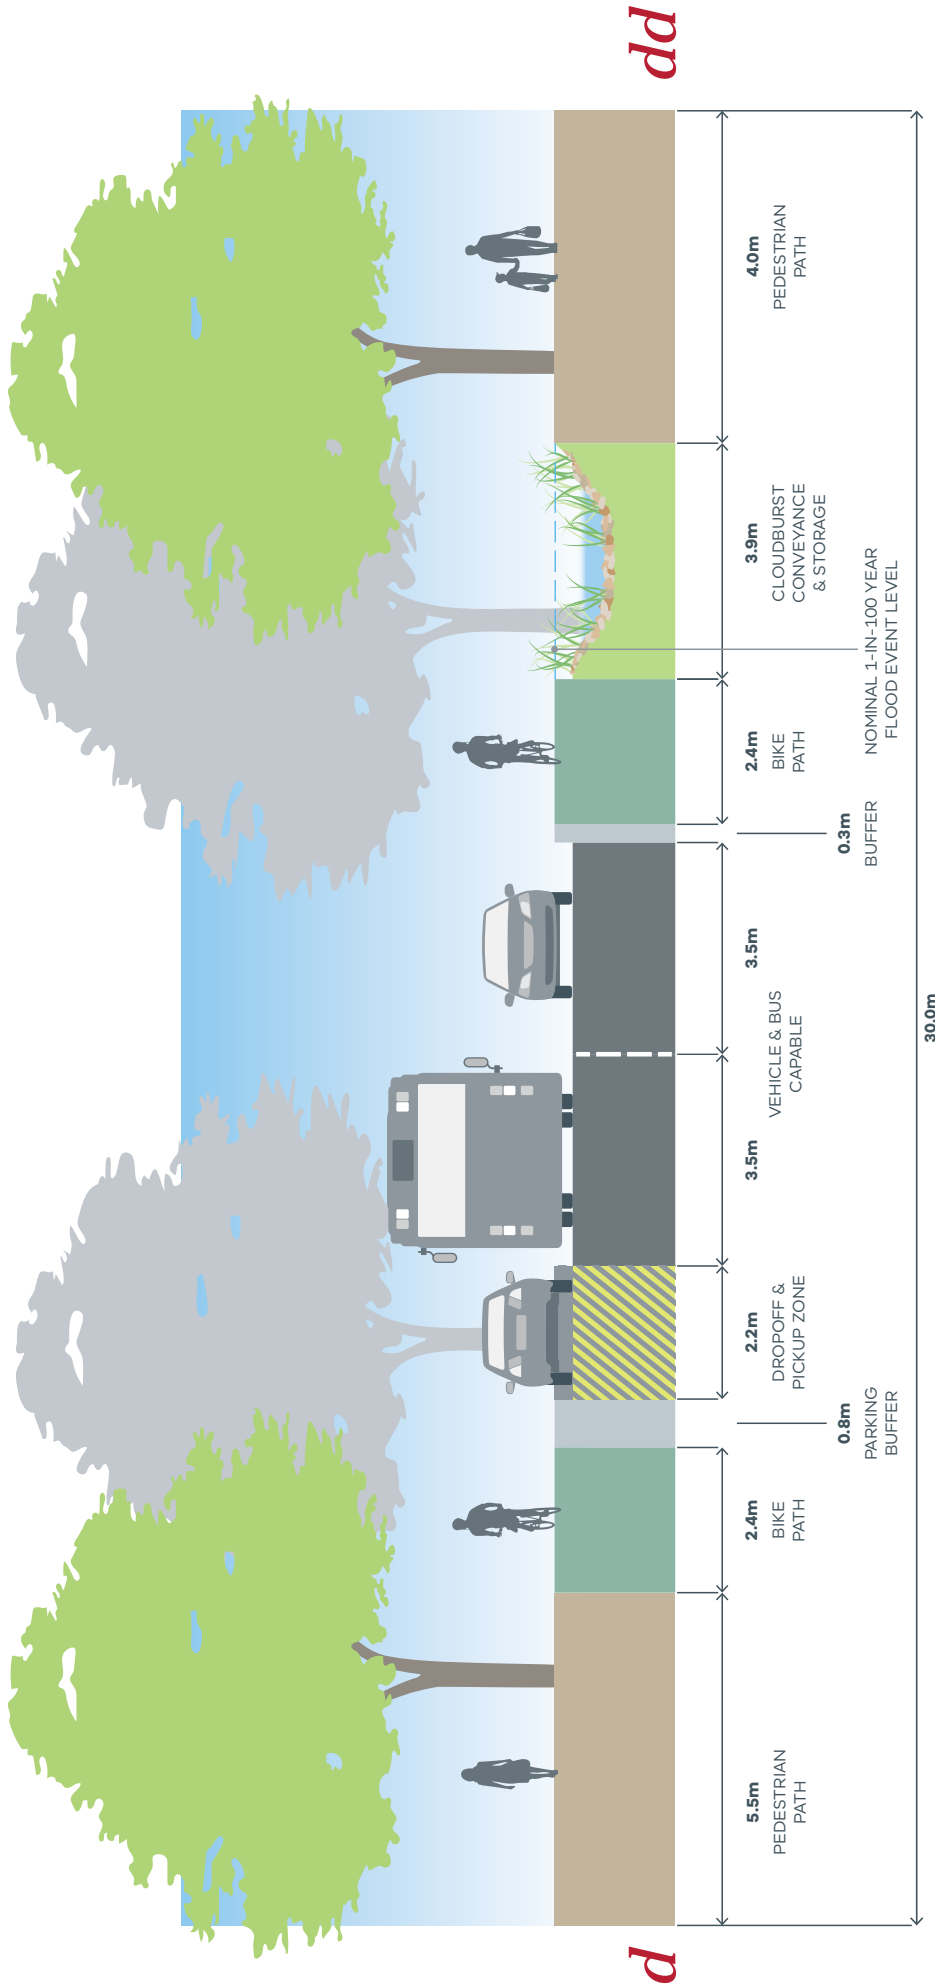 d
dd
5.5m
PEDESTRIAN
PATH
2.4m
BIKE
PATH
0.8m
PARKING
BUFFER
2.2m
DROPOFF &
PICKUP ZONE
3.5m
3.5m
VEHICLE & BUS
CAPABLE
0.3m
BUFFER
2.4m
BIKE
PATH
NOMINAL 1-IN-100 YEAR
FLOOD EVENT LEVEL
3.9m
CLOUDBURST
CONVEYANCE
& STORAGE
4.0m
PEDESTRIAN
PATH
30.0m